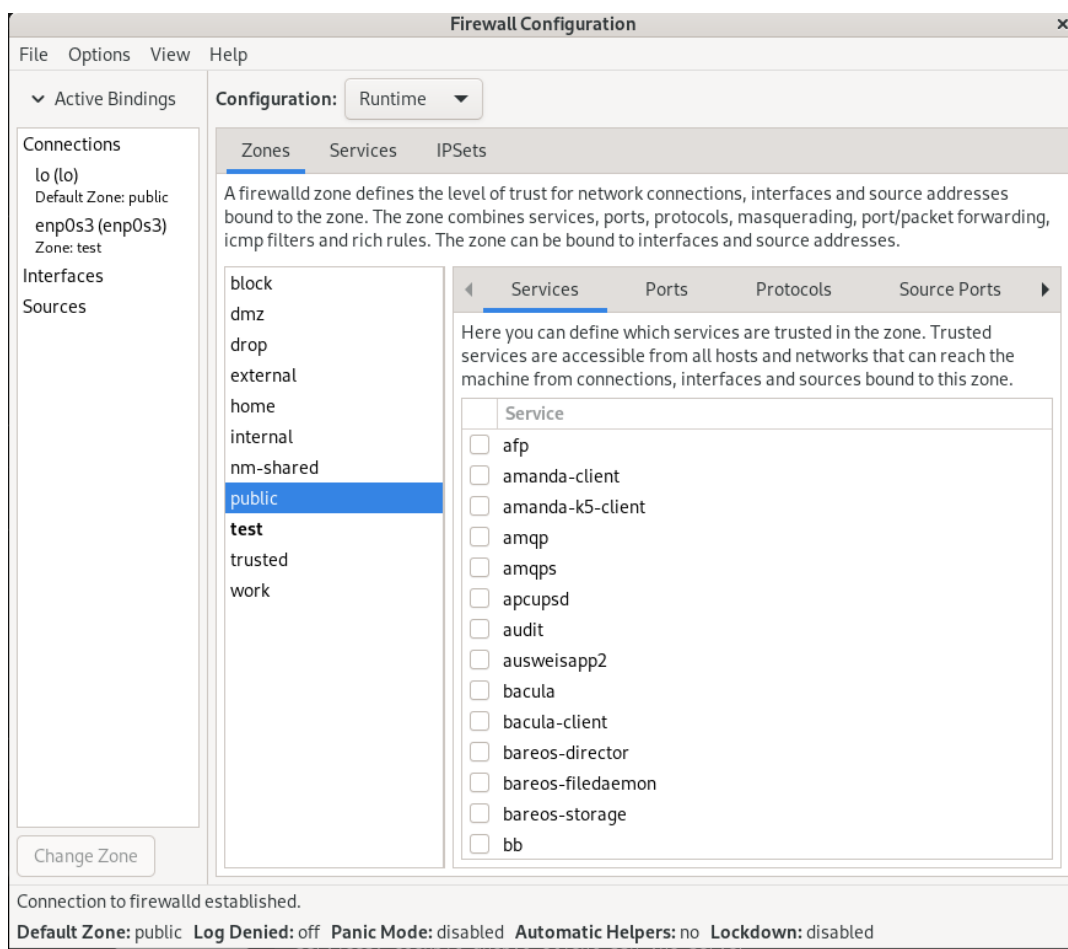 Firewall Configuration
File Options View Help
Active Bindings
Configuration: Runtime
Connections
lo (lo)
Default Zone: public
enp0s3 (enp0s3)
Zone: test
Interfaces
Sources
Change Zone
Zones Services IPSets
A firewalld zone defines the level of trust for network connections, interfaces and source addresses
bound to the zone. The zone combines services, ports, protocols, masquerading, port/packet forwarding,
icmp filters and rich rules. The zone can be bound to interfaces and source addresses.
block
dmz
drop
external
home
internal
nm-shared
public
test
trusted
work
Services Ports Protocols Source Ports
Here you can define which services are trusted in the zone. Trusted
services are accessible from all hosts and networks that can reach the
machine from connections, interfaces and sources bound to this zone.
Service
afp
amanda-client
amanda-k5-client
amqp
amqps
apcupsd
audit
ausweisapp2
bacula
bacula-client
bareos-director
bareos-filedaemon
bareos-storage
bb
Connection to firewalld established.
Default Zone: public Log Denied: off Panic Mode: disabled Automatic Helpers: no Lockdown: disabled